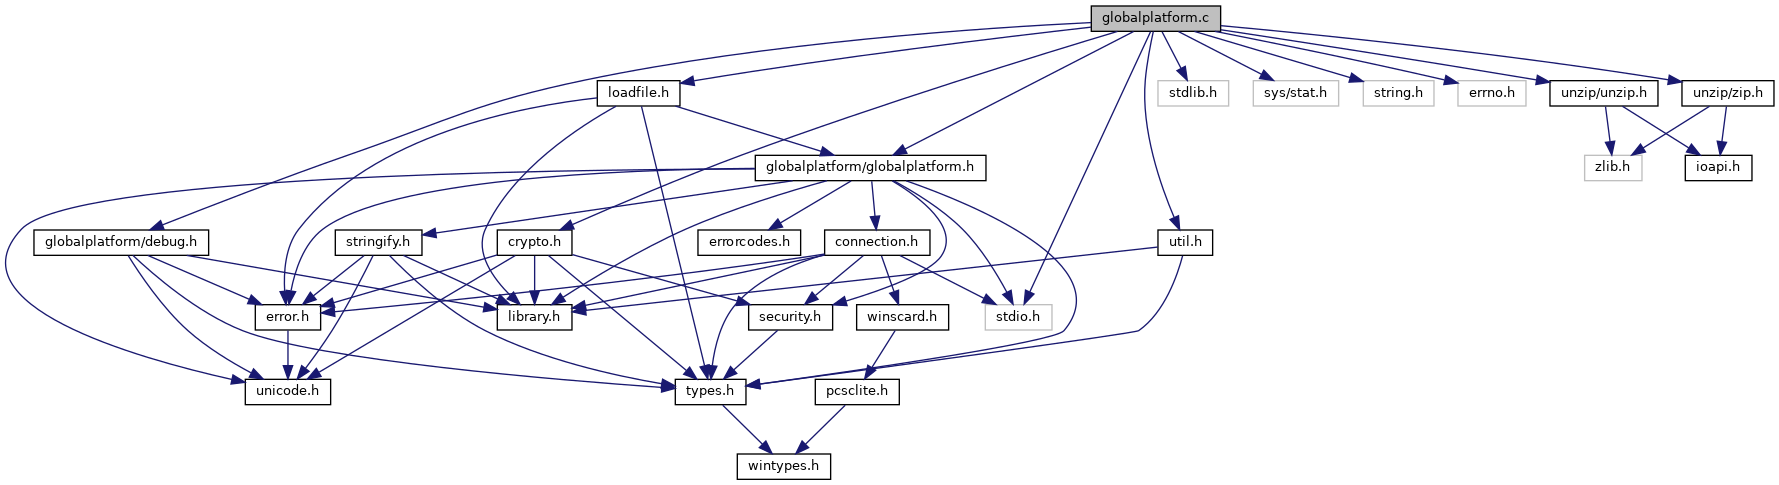 globalplatform.c
loadfile.h
stdlib.h
sys/stat.h
string.h
errno.h
unzip/unzip.h
unzip/zip.h
globalplatform/globalplatform.h
zlib.h
ioapi.h
globalplatform/debug.h
stringify.h
crypto.h
errorcodes.h
connection.h
util.h
error.h
library.h
security.h
winscard.h
stdio.h
unicode.h
types.h
pcsclite.h
wintypes.h